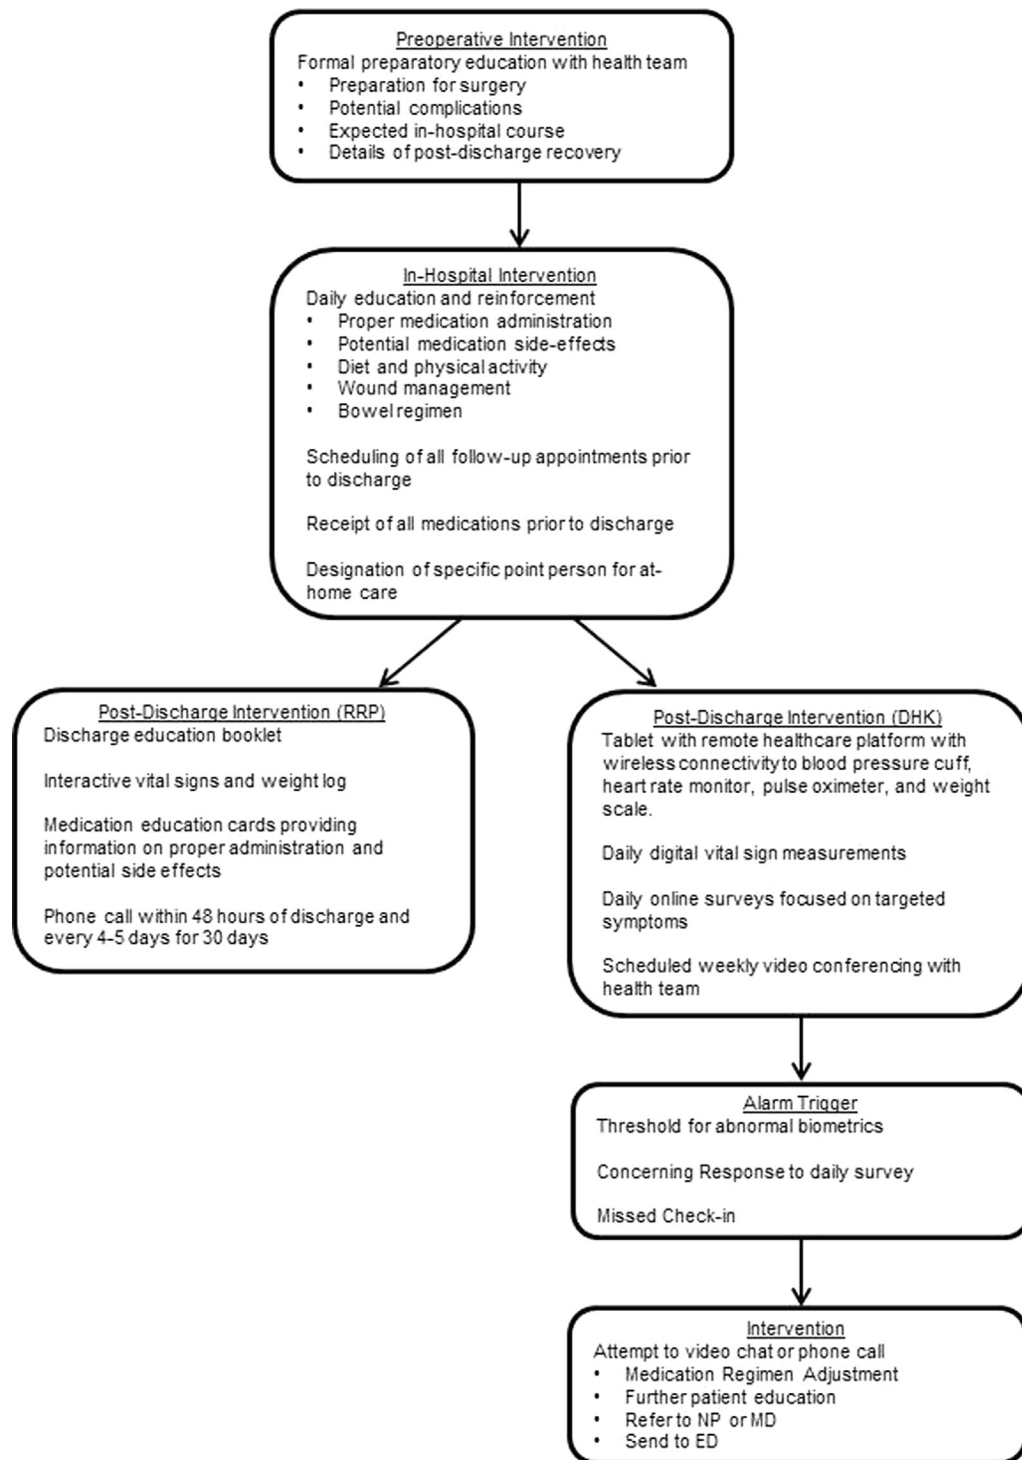 Preoperative Intervention
Formal preparatory education with health team
• Preparation for surgery
• Potential complications
• Expected in-hospital course
• Details of post-discharge recovery
In-Hospital Intervention
Daily education and reinforcement
• Proper medication administration
• Potential medication side-effects
• Diet and physical activity
• Wound management
• Bowel regimen
Scheduling of all follow-up appointments prior
to discharge
Receipt of all medications prior to discharge
Designation of specific point person for at-
home care
Post-Discharge Intervention (RRP)
Discharge education booklet
Interactive vital signs and weight log
Medication education cards providing
information on proper administration and
potential side effects
Phone call within 48 hours of discharge and
every 4-5 days for 30 days
Post-Discharge Intervention (DHK)
Tablet with remote healthcare platform with
wireless connectivity to blood pressure cuff,
heart rate monitor, pulse oximeter, and weight
scale.
Daily digital vital sign measurements
Daily online surveys focused on targeted
symptoms
Scheduled weekly video conferencing with
health team
Alarm Trigger
Threshold for abnormal biometrics
Concerning Response to daily survey
Missed Check-in
Intervention
Attempt to video chat or phone call
• Medication Regimen Adjustment
• Further patient education
• Refer to NP or MD
• Send to ED